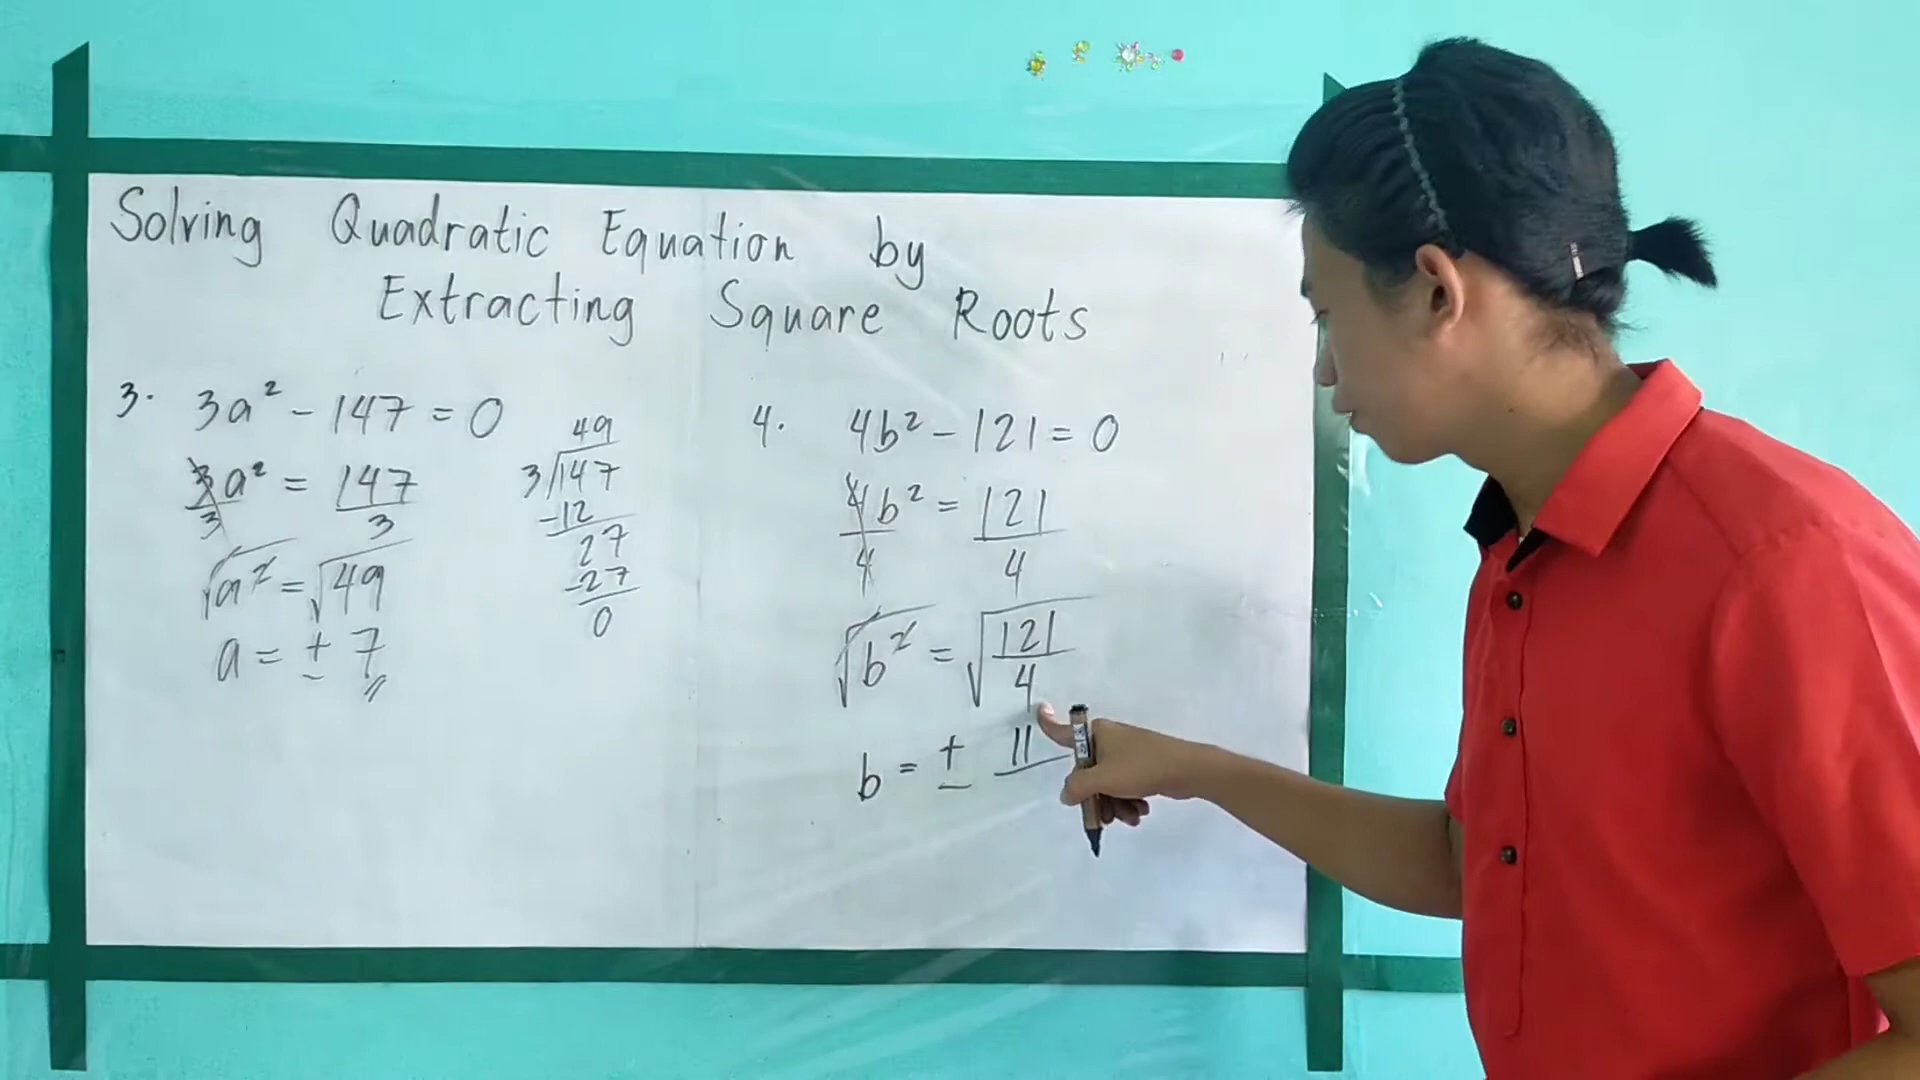 Solving Quadratic Equation by
Extracting Square Roots
3. 3a² - 147 = 0
3a² = 147
3 3
√a² = √49
a = ± 7
49
3√147
-12
27
-27
0
4. 4b² - 121 = 0
4b² = 121
4 4
√b² = √121
4
b = ± 11